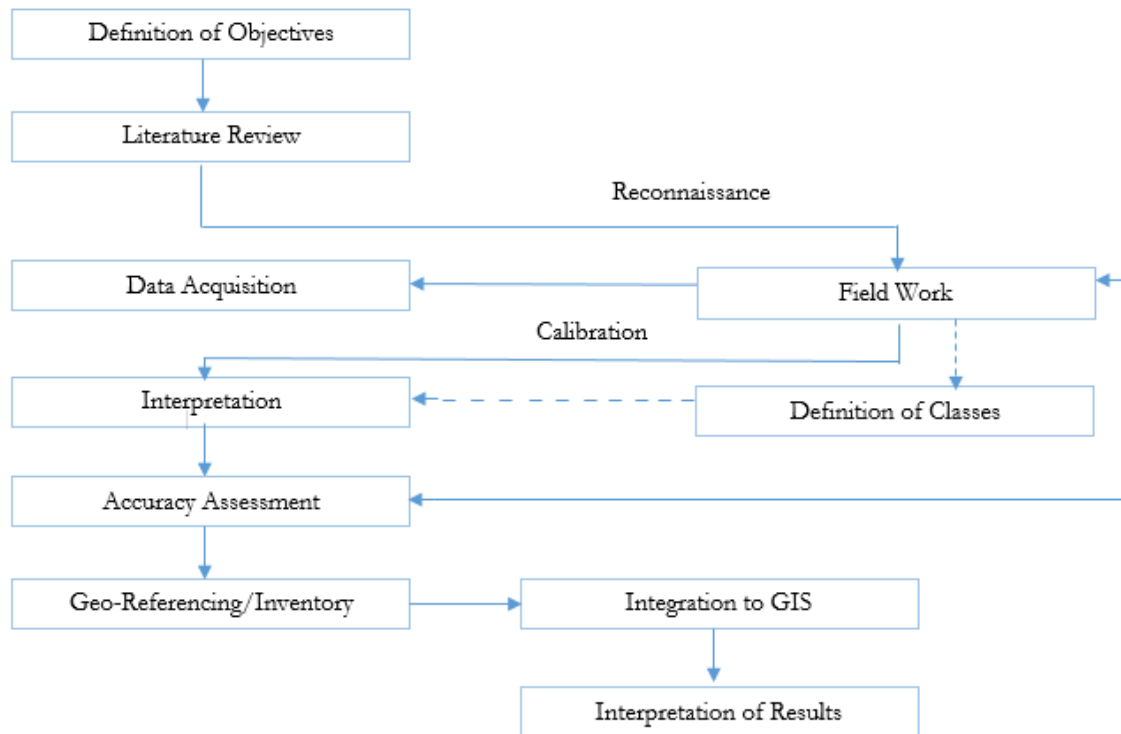 Definition of Objectives
Literature Review
Reconnaissance
Data Acquisition
Field Work
Calibration
Interpretation
Definition of Classes
Accuracy Assessment
Geo-Referencing/Inventory
Integration to GIS
Interpretation of Results